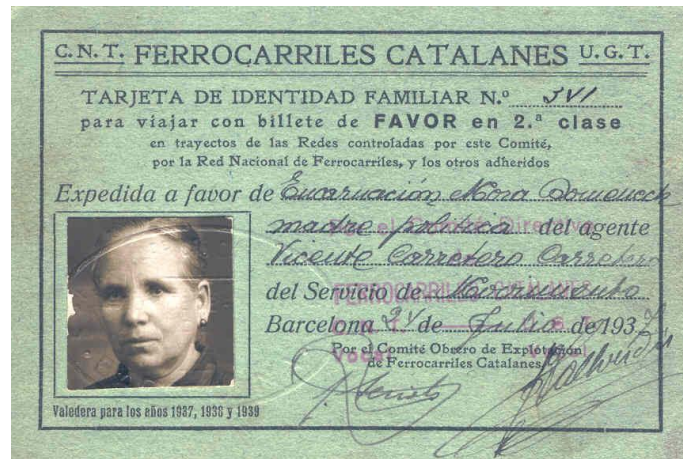 C.N.T. FERROCARRILES CATALANES U.G.T.
TARJETA DE IDENTIDAD FAMILIAR N.º
para viajar con billete de FAVOR en 2.ª clase
en trayectos de las Redes controladas por este Comité,
por la Red Nacional de Ferrocarriles, y los otros adheridos
Expedida a favor de Encarnación Mora Domenech
madre política del agente
Vicente Carretero Carretero
del Servicio de Movimiento
Barcelona de Julio de 1937
Por el Comité Obrero de Explotación
de Ferrocarriles Catalanes
Valedera para los años 1937, 1938 y 1939